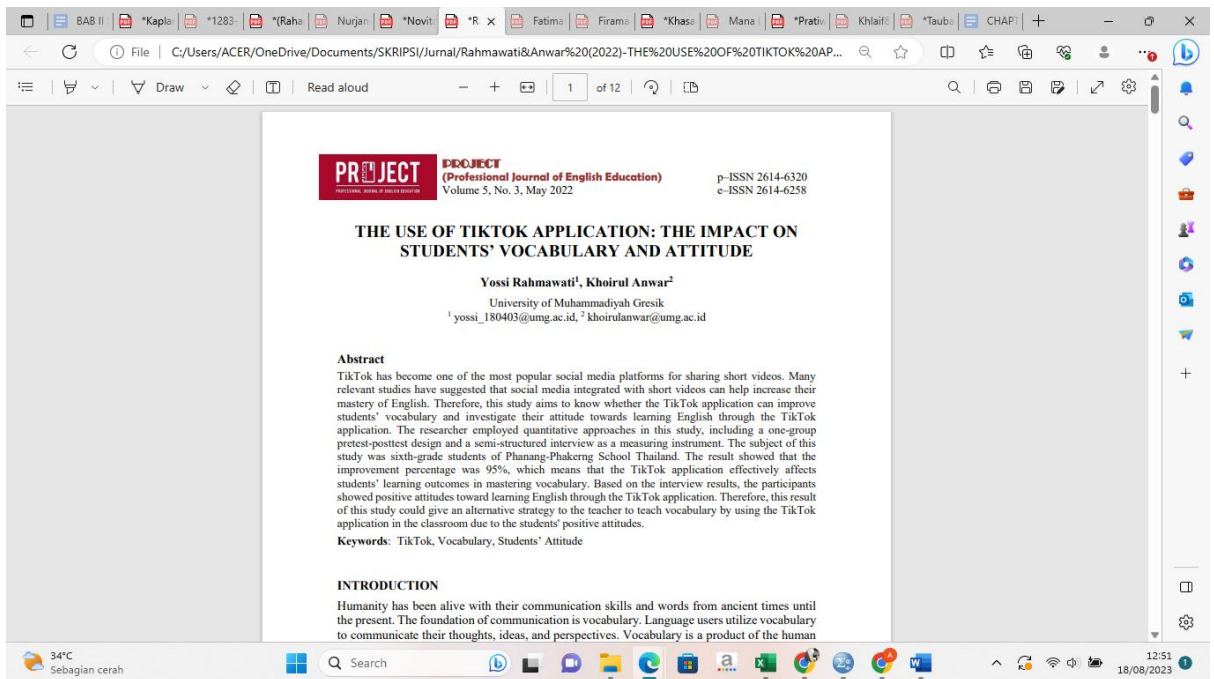 BAB II
*Kapla
*1283-
*(Raha
Nurjan
*Novit
*R
Fatima
Firama
*Khasa
Mana
*Prativ
Khlaifé
*Tauba
CHAPT
File C:/Users/ACER/OneDrive/Documents/SKRIPSI/Jurnal/Rahmawati&Anwar%20(2022)-THE%20USE%20OF%20TIKTOK%20AP...
Draw Read aloud 1 of 12
PROJECT
PROFESSIONAL JOURNAL OF ENGLISH EDUCATION
PROJECT
(Professional Journal of English Education)
Volume 5, No. 3, May 2022
p–ISSN 2614-6320
e–ISSN 2614-6258
THE USE OF TIKTOK APPLICATION: THE IMPACT ON
STUDENTS’ VOCABULARY AND ATTITUDE
Yossi Rahmawati¹, Khoirul Anwar²
University of Muhammadiyah Gresik
¹ yossi_180403@umg.ac.id, ² khoirulanwar@umg.ac.id
Abstract
TikTok has become one of the most popular social media platforms for sharing short videos. Many
relevant studies have suggested that social media integrated with short videos can help increase their
mastery of English. Therefore, this study aims to know whether the TikTok application can improve
students’ vocabulary and investigate their attitude towards learning English through the TikTok
application. The researcher employed quantitative approaches in this study, including a one-group
pretest-posttest design and a semi-structured interview as a measuring instrument. The subject of this
study was sixth-grade students of Phanang-Phakerng School Thailand. The result showed that the
improvement percentage was 95%, which means that the TikTok application effectively affects
students’ learning outcomes in mastering vocabulary. Based on the interview results, the participants
showed positive attitudes toward learning English through the TikTok application. Therefore, this result
of this study could give an alternative strategy to the teacher to teach vocabulary by using the TikTok
application in the classroom due to the students' positive attitudes.
Keywords: TikTok, Vocabulary, Students’ Attitude
INTRODUCTION
Humanity has been alive with their communication skills and words from ancient times until
the present. The foundation of communication is vocabulary. Language users utilize vocabulary
to communicate their thoughts, ideas, and perspectives. Vocabulary is a product of the human
34°C
Sebagian cerah
Search
12:51
18/08/2023
1